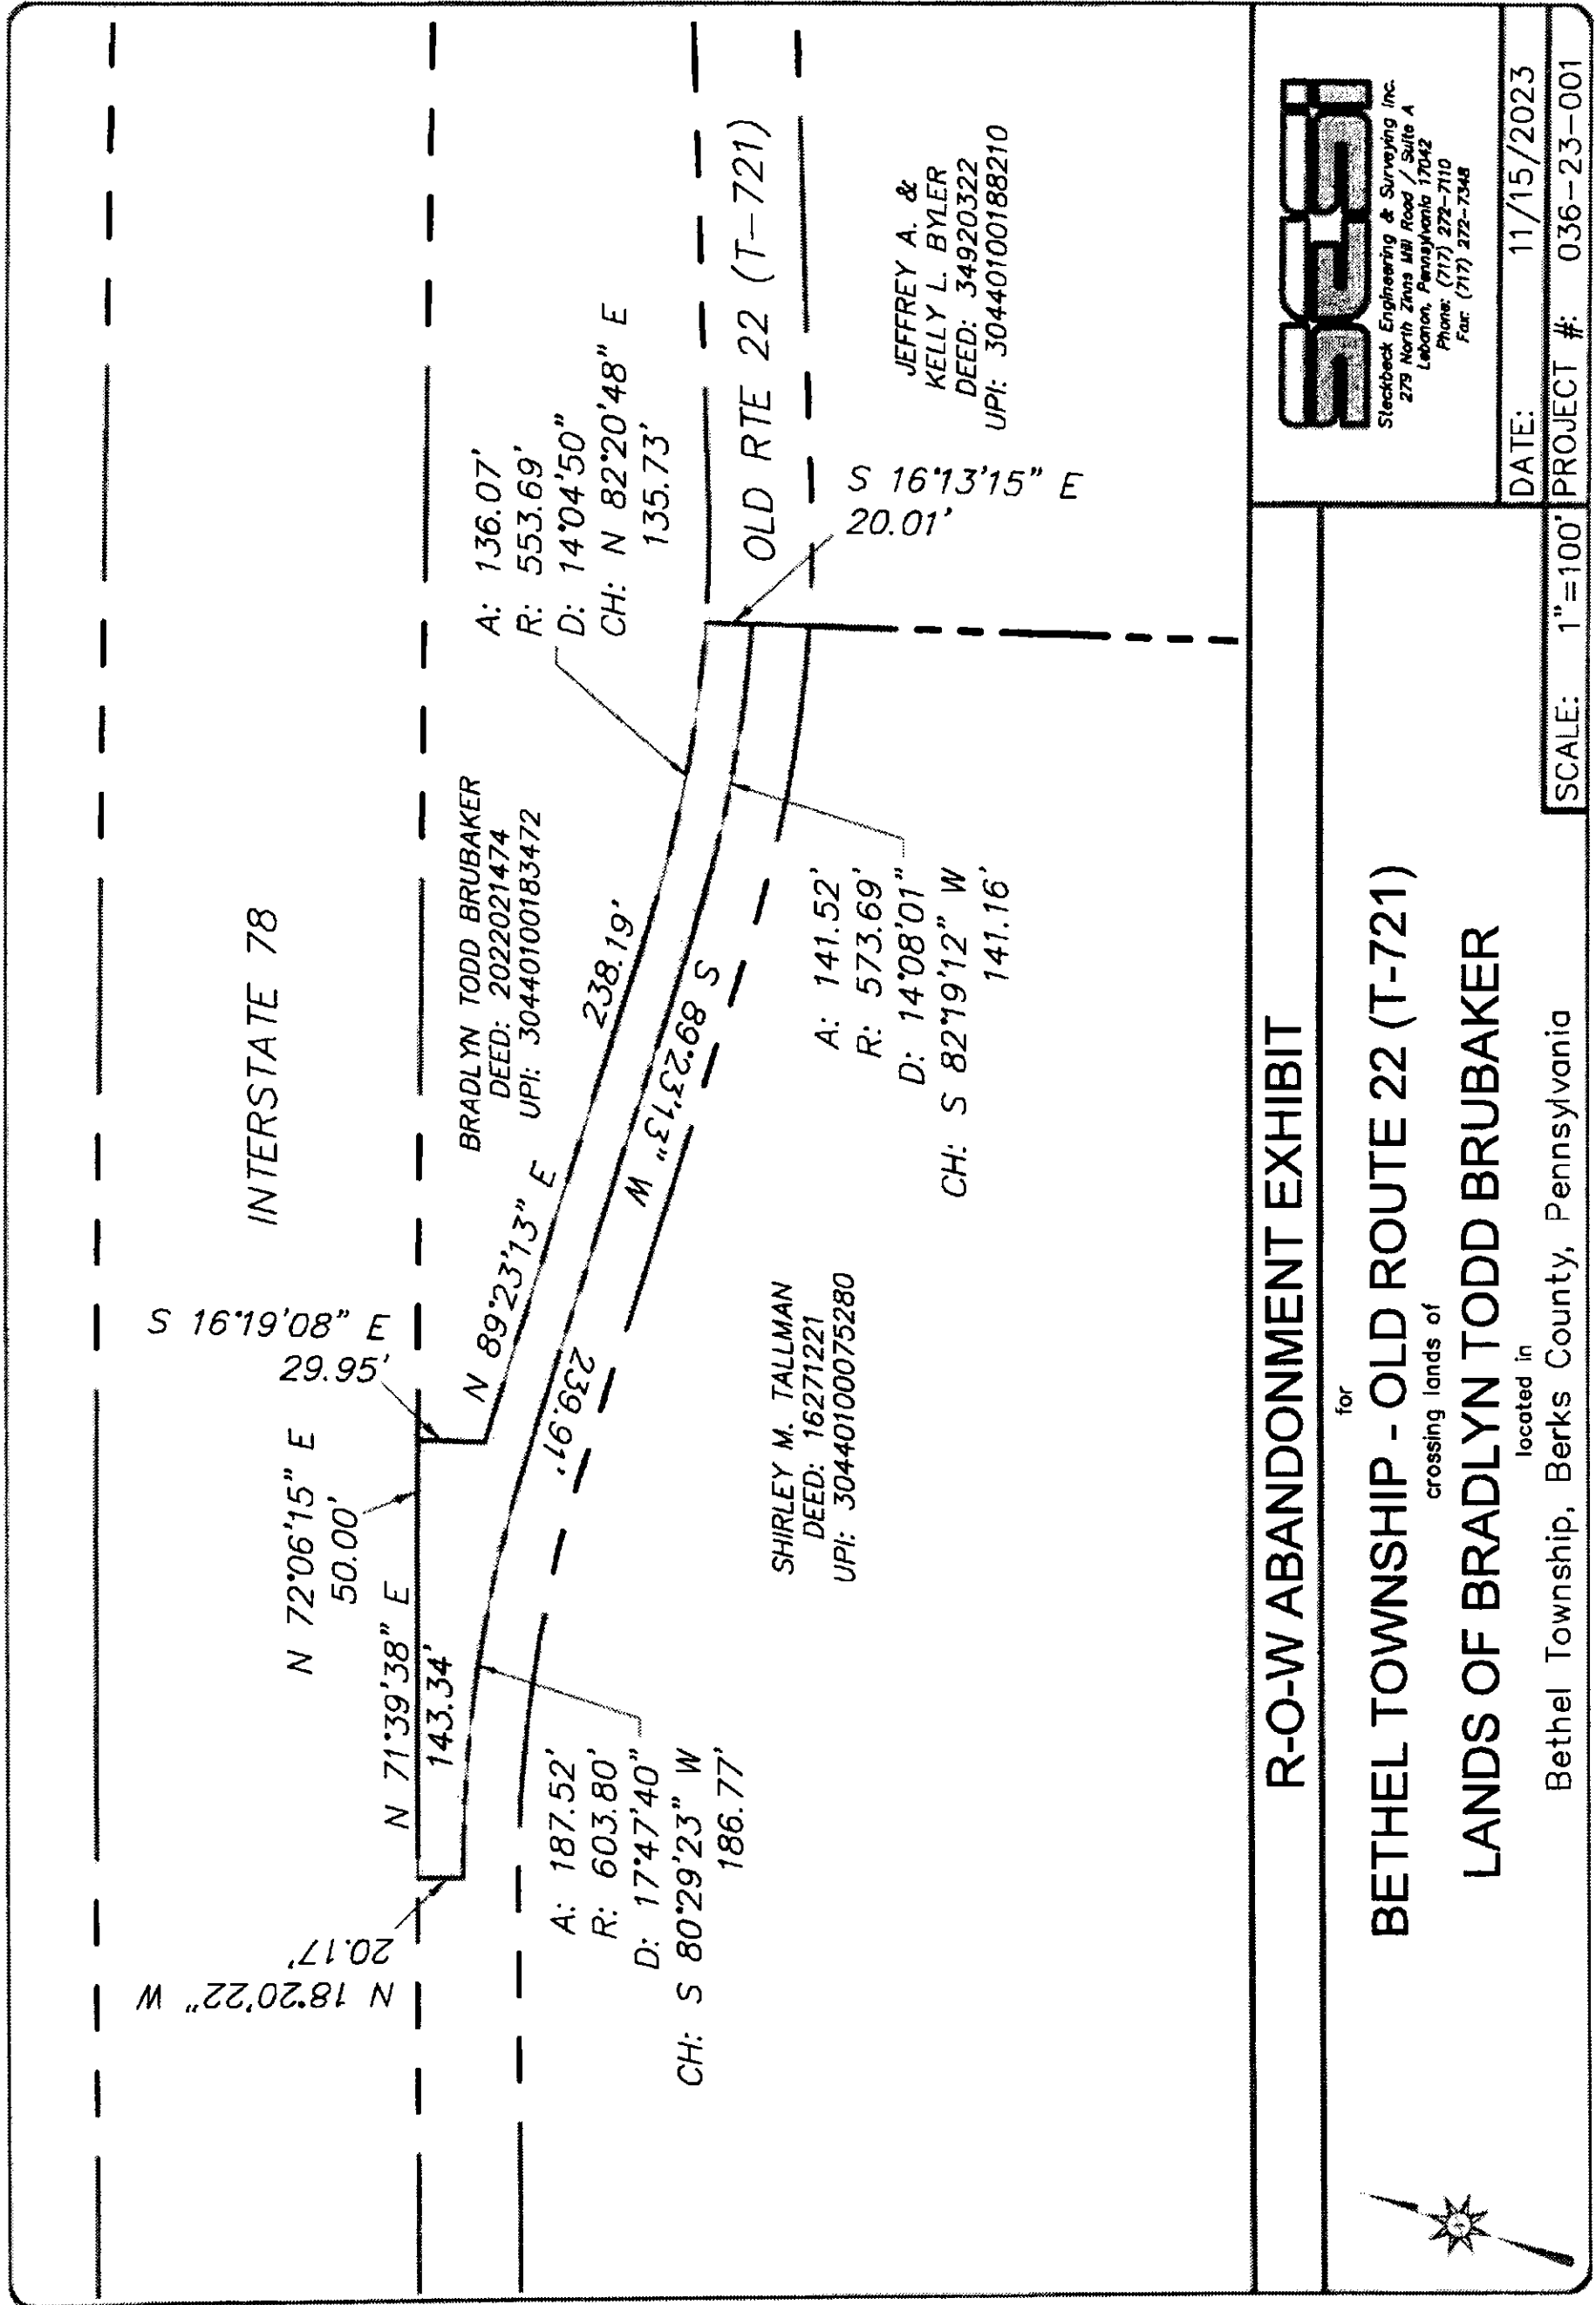 INTERSTATE 78
N 18°20'22" W
20.17'
N 71°39'38" E
143.34'
N 72°06'15" E
50.00'
S 16°19'08" E
29.95'
N 89°23'13" E
238.19'
BRADLYN TODD BRUBAKER
DEED: 2022021474
UPI: 30440100183472
A: 136.07'
R: 553.69'
D: 14°04'50"
CH: N 82°20'48" E
135.73'
OLD RTE 22 (T-721)
S 16°13'15" E
20.01'
JEFFREY A. &
KELLY L. BYLER
DEED: 34920322
UPI: 30440100188210
A: 141.52'
R: 573.69'
D: 14°08'01"
CH: S 82°19'12" W
141.16'
S 89°23'13" W
239.91'
A: 187.52'
R: 603.80'
D: 17°47'40"
CH: S 80°29'23" W
186.77'
SHIRLEY M. TALLMAN
DEED: 16271221
UPI: 30440100075280
R-O-W ABANDONMENT EXHIBIT
for
BETHEL TOWNSHIP - OLD ROUTE 22 (T-721)
crossing lands of
LANDS OF BRADLYN TODD BRUBAKER
located in
Bethel Township, Berks County, Pennsylvania
SESI
Steckbeck Engineering & Surveying Inc.
279 North Zinns Mill Road / Suite A
Lebanon, Pennsylvania 17042
Phone: (717) 272-7110
Fax: (717) 272-7348
DATE: 11/15/2023
SCALE: 1"=100'
PROJECT #: 036-23-001